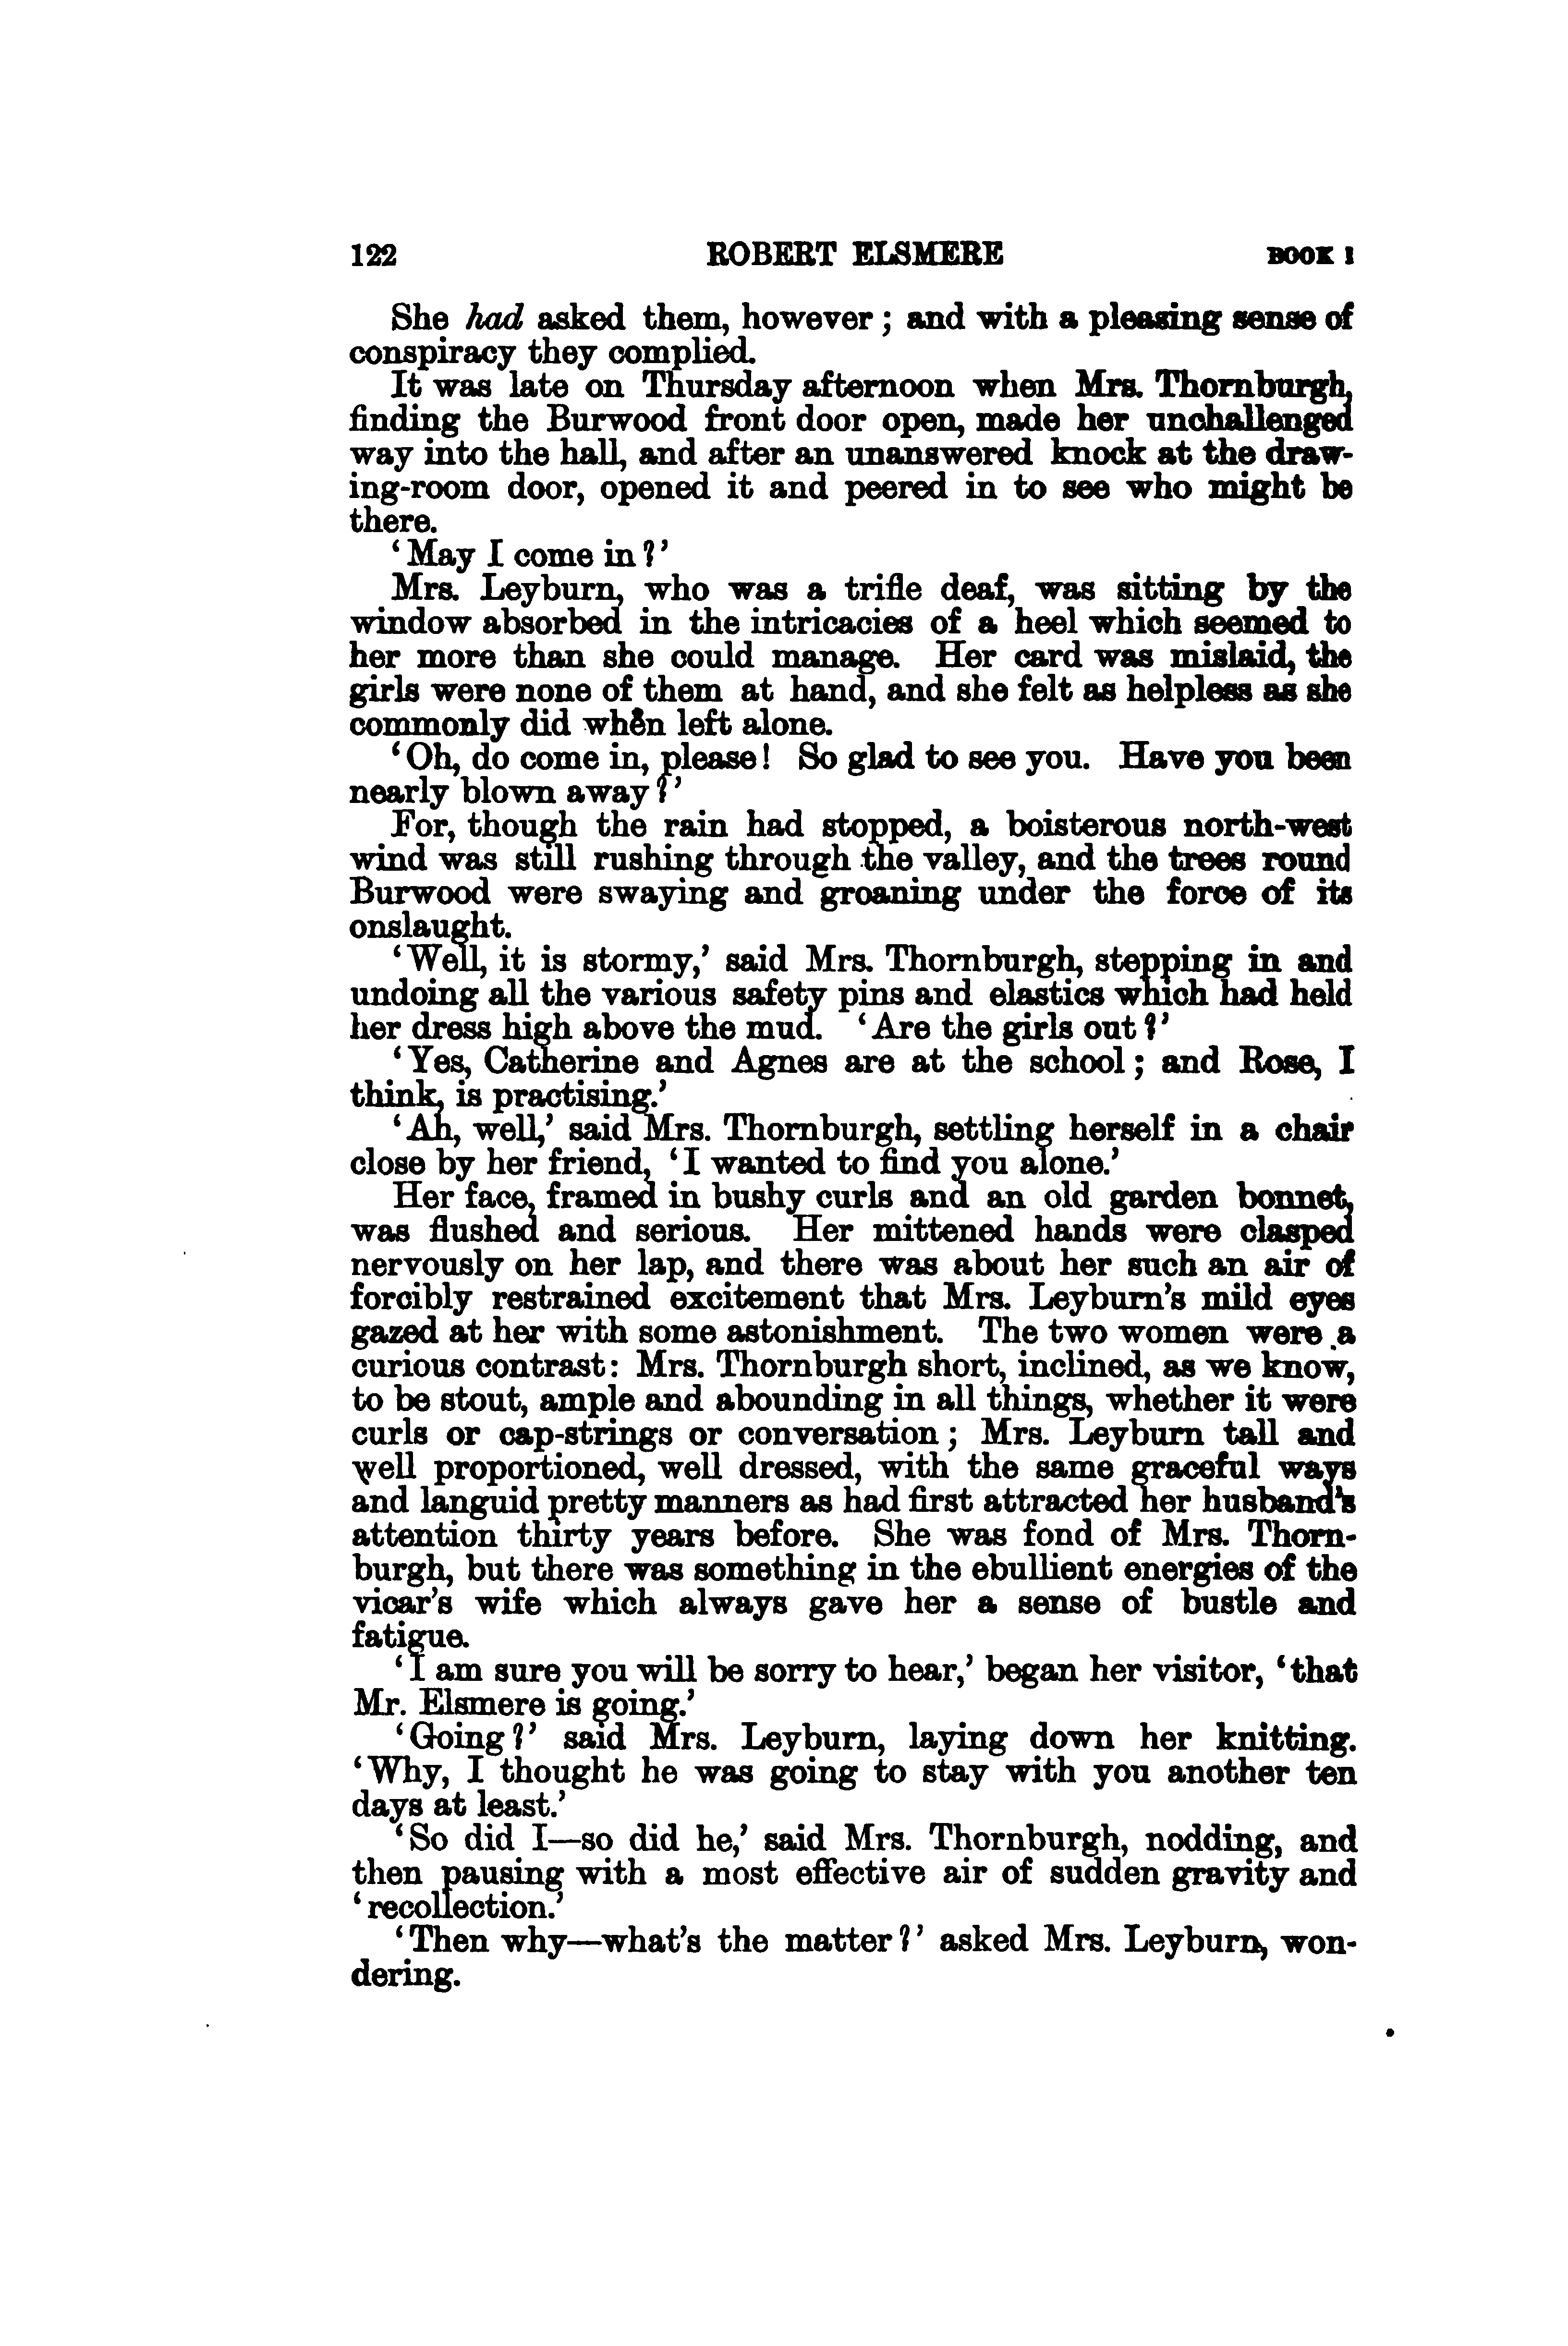 122 ROBERT ELSMERE BOOK I
She had asked them, however; and with a pleasing sense of
conspiracy they complied.
It was late on Thursday afternoon when Mrs. Thornburgh,
finding the Burwood front door open, made her unchallenged
way into the hall, and after an unanswered knock at the draw-
ing-room door, opened it and peered in to see who might be
there.
‘May I come in?’
Mrs. Leyburn, who was a trifle deaf, was sitting by the
window absorbed in the intricacies of a heel which seemed to
her more than she could manage. Her card was mislaid, the
girls were none of them at hand, and she felt as helpless as she
commonly did when left alone.
‘Oh, do come in, please! So glad to see you. Have you been
nearly blown away?’
For, though the rain had stopped, a boisterous north-west
wind was still rushing through the valley, and the trees round
Burwood were swaying and groaning under the force of its
onslaught.
‘Well, it is stormy,’ said Mrs. Thornburgh, stepping in and
undoing all the various safety pins and elastics which had held
her dress high above the mud. ‘Are the girls out?’
‘Yes, Catherine and Agnes are at the school; and Rose, I
think, is practising.’
‘Ah, well,’ said Mrs. Thornburgh, settling herself in a chair
close by her friend, ‘I wanted to find you alone.’
Her face, framed in bushy curls and an old garden bonnet,
was flushed and serious. Her mittened hands were clasped
nervously on her lap, and there was about her such an air of
forcibly restrained excitement that Mrs. Leyburn’s mild eyes
gazed at her with some astonishment. The two women were a
curious contrast: Mrs. Thornburgh short, inclined, as we know,
to be stout, ample and abounding in all things, whether it were
curls or cap-strings or conversation; Mrs. Leyburn tall and
well proportioned, well dressed, with the same graceful ways
and languid pretty manners as had first attracted her husband’s
attention thirty years before. She was fond of Mrs. Thorn-
burgh, but there was something in the ebullient energies of the
vicar’s wife which always gave her a sense of bustle and
fatigue.
‘I am sure you will be sorry to hear,’ began her visitor, ‘that
Mr. Elsmere is going.’
‘Going?’ said Mrs. Leyburn, laying down her knitting.
‘Why, I thought he was going to stay with you another ten
days at least.’
‘So did I—so did he,’ said Mrs. Thornburgh, nodding, and
then pausing with a most effective air of sudden gravity and
‘recollection.’
‘Then why—what’s the matter?’ asked Mrs. Leyburn, won-
dering.